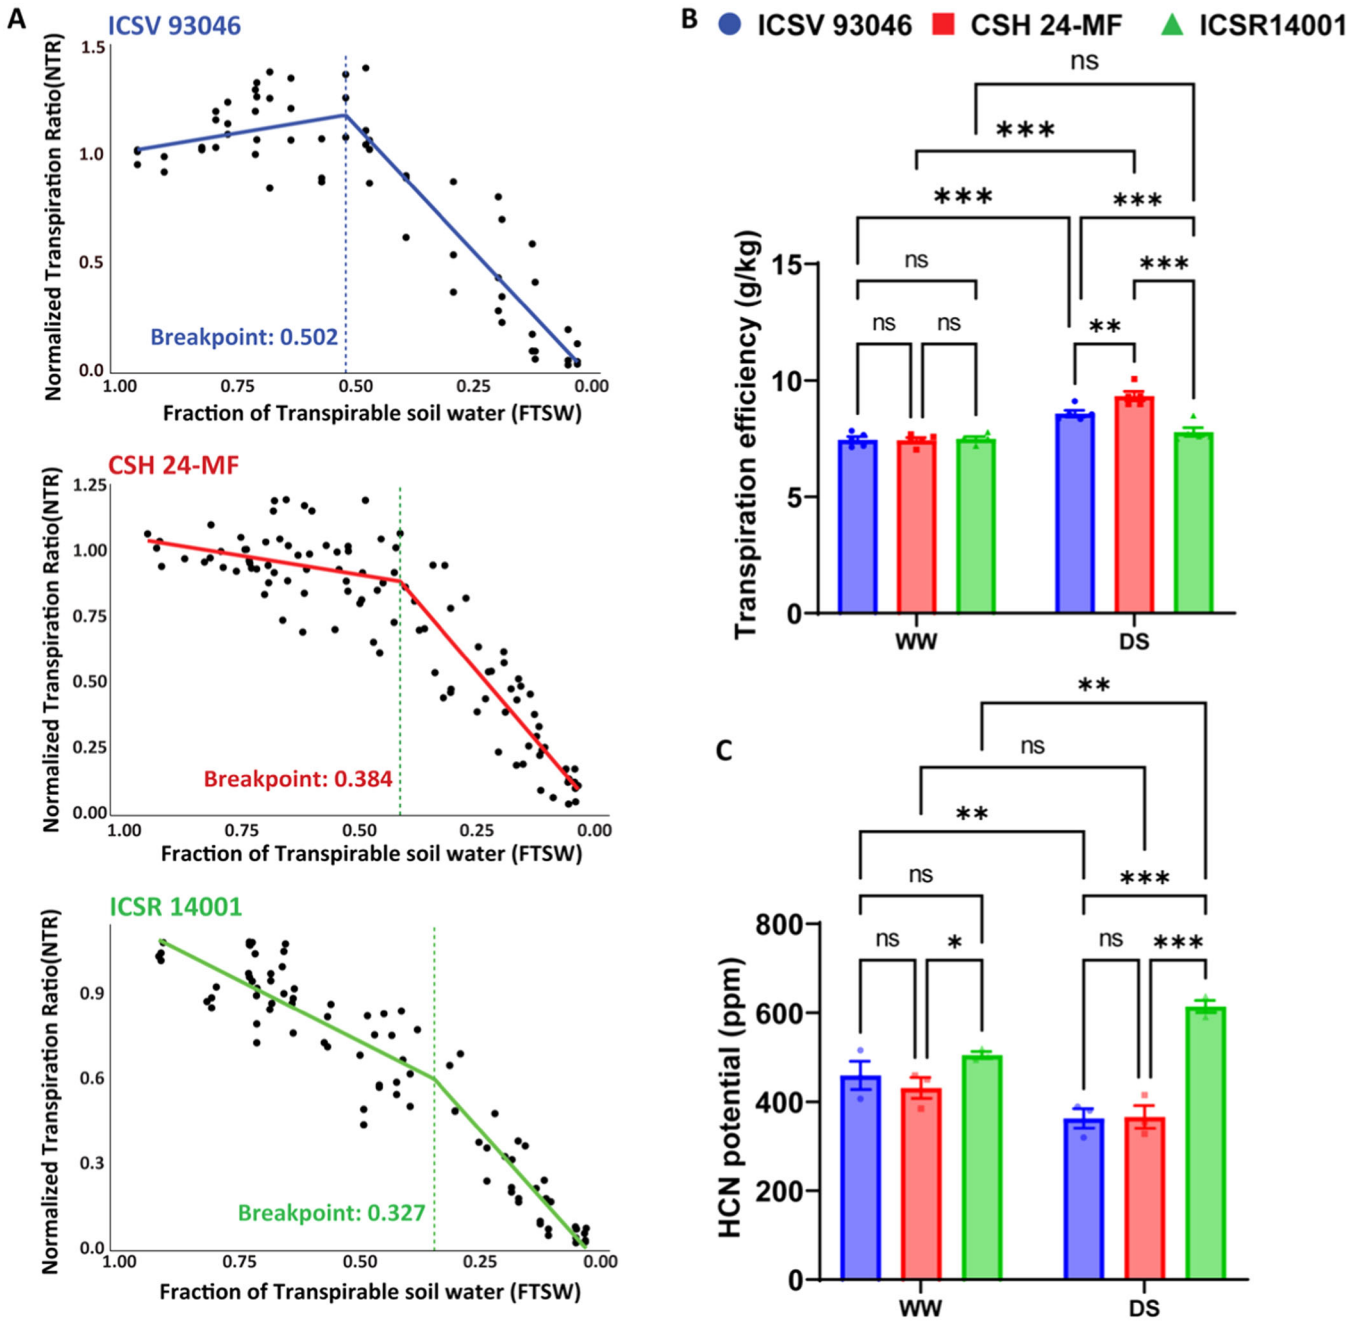 A
ICSV 93046
Normalized Transpiration Ratio(NTR)
1.5
1.0
0.5
0.0
Breakpoint: 0.502
1.00 0.75 0.50 0.25 0.00
Fraction of Transpirable soil water (FTSW)
CSH 24-MF
Normalized Transpiration Ratio(NTR)
1.25
1.00
0.75
0.50
0.25
0.00
Breakpoint: 0.384
1.00 0.75 0.50 0.25 0.00
Fraction of Transpirable soil water (FTSW)
ICSR 14001
Normalized Transpiration Ratio(NTR)
0.9
0.6
0.3
0.0
Breakpoint: 0.327
1.00 0.75 0.50 0.25 0.00
Fraction of Transpirable soil water (FTSW)
B
ICSV 93046 CSH 24-MF ICSR14001
ns
***
*** ***
ns ***
ns ns **
Transpiration efficiency (g/kg)
15
10
5
0
WW DS
C
**
ns
**
ns ***
ns * ns ***
HCN potential (ppm)
800
600
400
200
0
WW DS